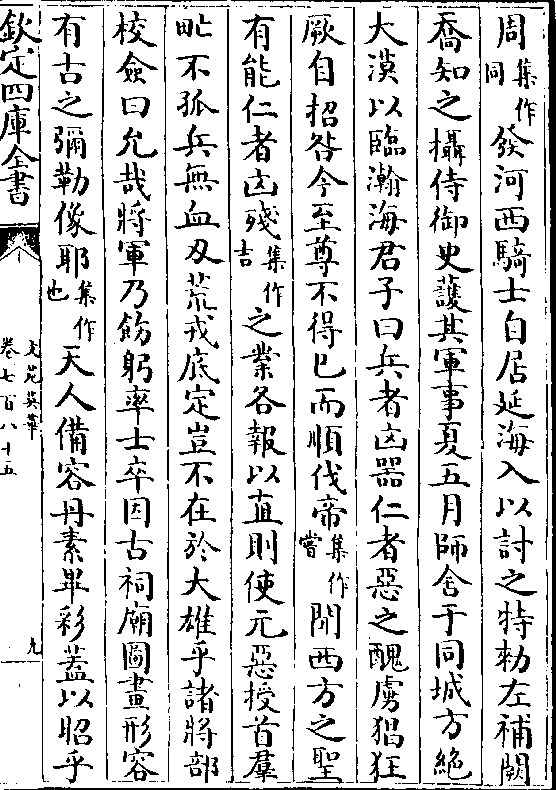 周集作同發河西騎士自居延海入以討之特勑左補闕
喬知之攝侍御史護其軍事夏五月師舍于同城方絶
大漠以臨瀚海君子曰兵者凶器仁者惡之醜虜猖狂
厥自招咎今至尊不得已而順伐帝集作嘗聞西方之聖
有能仁者凶殘集作吉之業各報以直則使元惡授首羣
甿不孤兵無血刃荒戎底定豈不在於大雄乎諸將部
校僉曰允哉將軍乃飭躬率士卒因古祠廟圖畫形容
有古之彌勒像耶集作也天人備容丹素畢彩蓋以昭乎
欽定四庫全書
文苑英華
卷七百八十五
九